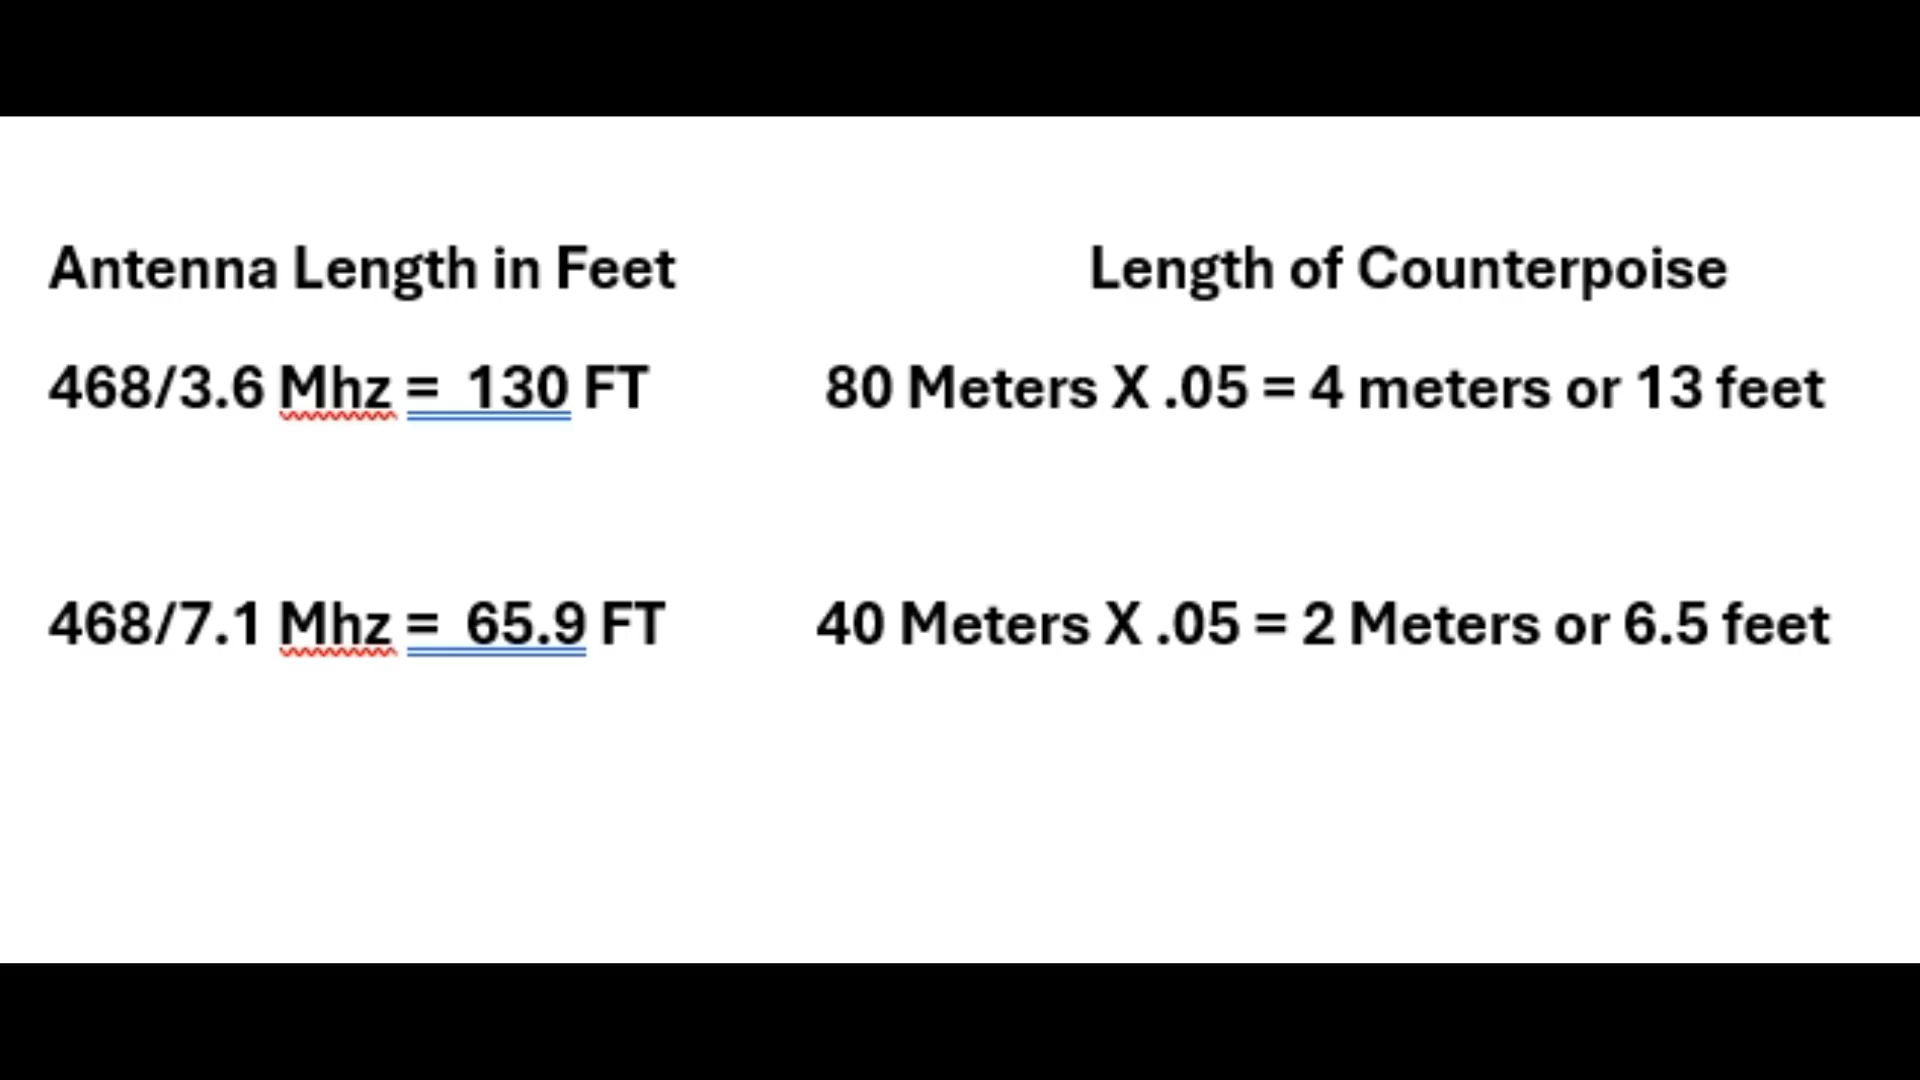 Antenna Length in Feet
Length of Counterpoise
468/3.6 Mhz = 130 FT
80 Meters X .05 = 4 meters or 13 feet
468/7.1 Mhz = 65.9 FT
40 Meters X .05 = 2 Meters or 6.5 feet